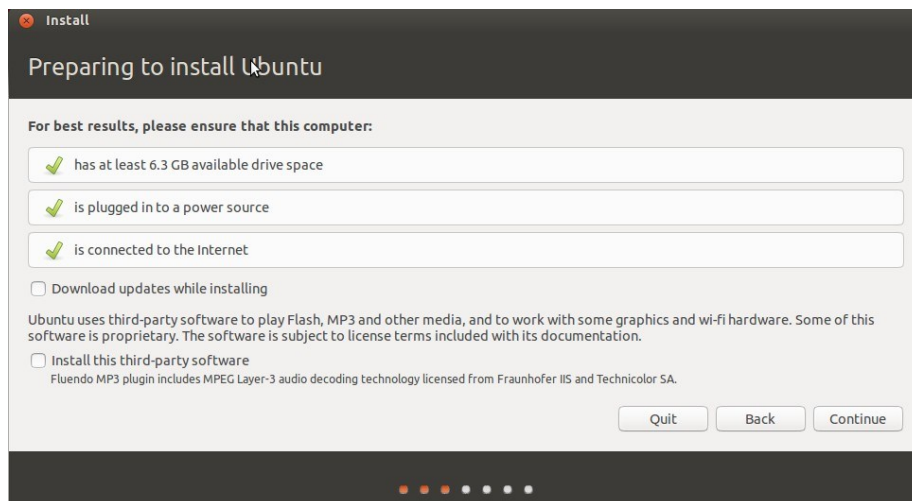 Install
Preparing to install Ubuntu
For best results, please ensure that this computer:
has at least 6.3 GB available drive space
is plugged in to a power source
is connected to the Internet
Download updates while installing
Ubuntu uses third-party software to play Flash, MP3 and other media, and to work with some graphics and wi-fi hardware. Some of this
software is proprietary. The software is subject to license terms included with its documentation.
Install this third-party software
Fluendo MP3 plugin includes MPEG Layer-3 audio decoding technology licensed from Fraunhofer IIS and Technicolor SA.
Quit Back Continue